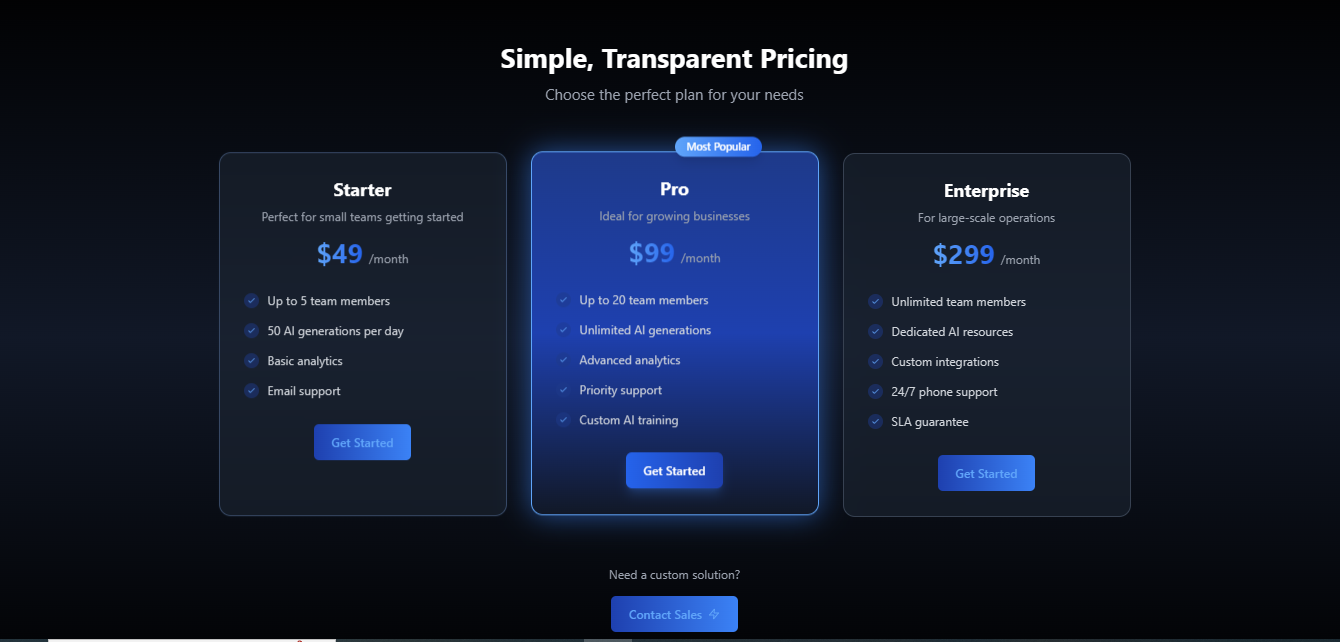 Simple, Transparent Pricing
Choose the perfect plan for your needs
Starter
Perfect for small teams getting started
$49 /month
Up to 5 team members
50 AI generations per day
Basic analytics
Email support
Get Started
Most Popular
Pro
Ideal for growing businesses
$99 /month
Up to 20 team members
Unlimited AI generations
Advanced analytics
Priority support
Custom AI training
Get Started
Enterprise
For large-scale operations
$299 /month
Unlimited team members
Dedicated AI resources
Custom integrations
24/7 phone support
SLA guarantee
Get Started
Need a custom solution?
Contact Sales